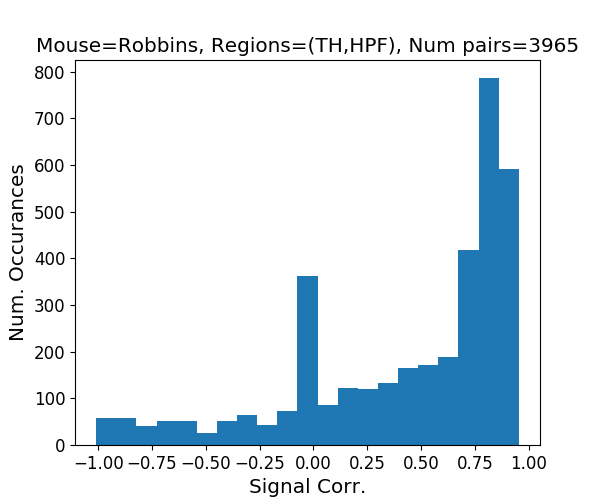 Mouse=Robbins, Regions=(TH,HPF), Num pairs=3965
800
700
600
500
400
300
200
100
0
Num. Occurances
−1.00 −0.75 −0.50 −0.25 0.00 0.25 0.50 0.75 1.00
Signal Corr.